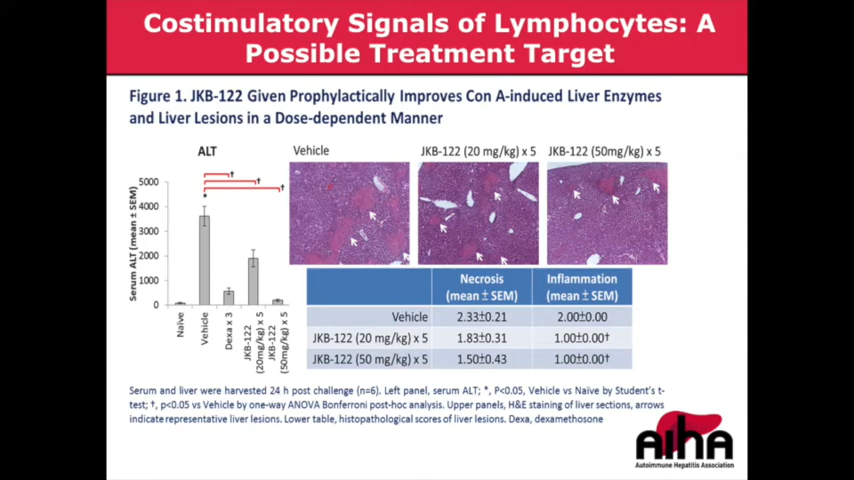 Costimulatory Signals of Lymphocytes: A
Possible Treatment Target
Figure 1. JKB-122 Given Prophylactically Improves Con A-induced Liver Enzymes
and Liver Lesions in a Dose-dependent Manner
ALT
Vehicle
JKB-122 (20 mg/kg) x 5
JKB-122 (50mg/kg) x 5
Serum ALT (mean ± SEM)
5000
4000
3000
2000
1000
0
*
†
†
†
Naïve
Vehicle
Dexa x 3
JKB-122
(20mg/kg) x 5
JKB-122
(50mg/kg) x 5
Necrosis
(mean ± SEM)
Inflammation
(mean ± SEM)
Vehicle 2.33±0.21 2.00±0.00
JKB-122 (20 mg/kg) x 5 1.83±0.31 1.00±0.00†
JKB-122 (50 mg/kg) x 5 1.50±0.43 1.00±0.00†
Serum and liver were harvested 24 h post challenge (n=6). Left panel, serum ALT; *, P<0.05, Vehicle vs Naïve by Student's t-
test; †, p<0.05 vs Vehicle by one-way ANOVA Bonferroni post-hoc analysis. Upper panels, H&E staining of liver sections, arrows
indicate representative liver lesions. Lower table, histopathological scores of liver lesions. Dexa, dexamethosone
AIHA
Autoimmune Hepatitis Association